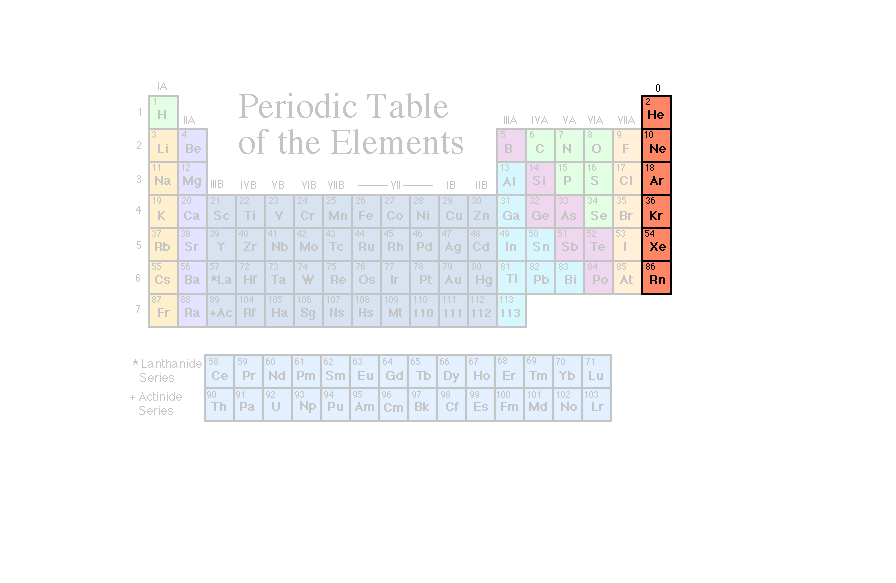 IA 0
1 2
1 H He
IIA IIIA IVA VA VIA VIIA
Periodic Table
of the Elements
3 4 5 6 7 8 9 10
2 Li Be B C N O F Ne
11 12 13 14 15 16 17 18
3 Na Mg IIIB IVB VB VIB VIIB VII IB IIB Al Si P S Cl Ar
19 20 21 22 23 24 25 26 27 28 29 30 31 32 33 34 35 36
4 K Ca Sc Ti V Cr Mn Fe Co Ni Cu Zn Ga Ge As Se Br Kr
37 38 39 40 41 42 43 44 45 46 47 48 49 50 51 52 53 54
5 Rb Sr Y Zr Nb Mo Tc Ru Rh Pd Ag Cd In Sn Sb Te I Xe
55 56 57 72 73 74 75 76 77 78 79 80 81 82 83 84 85 86
6 Cs Ba *La Hf Ta W Re Os Ir Pt Au Hg Tl Pb Bi Po At Rn
87 88 89 104 105 106 107 108 109 110 111 112 113
7 Fr Ra +Ac Rf Ha Sg Ns Hs Mt 110 111 112 113
58 59 60 61 62 63 64 65 66 67 68 69 70 71
* Lanthanide Ce Pr Nd Pm Sm Eu Gd Tb Dy Ho Er Tm Yb Lu
Series
90 91 92 93 94 95 96 97 98 99 100 101 102 103
+ Actinide Th Pa U Np Pu Am Cm Bk Cf Es Fm Md No Lr
Series